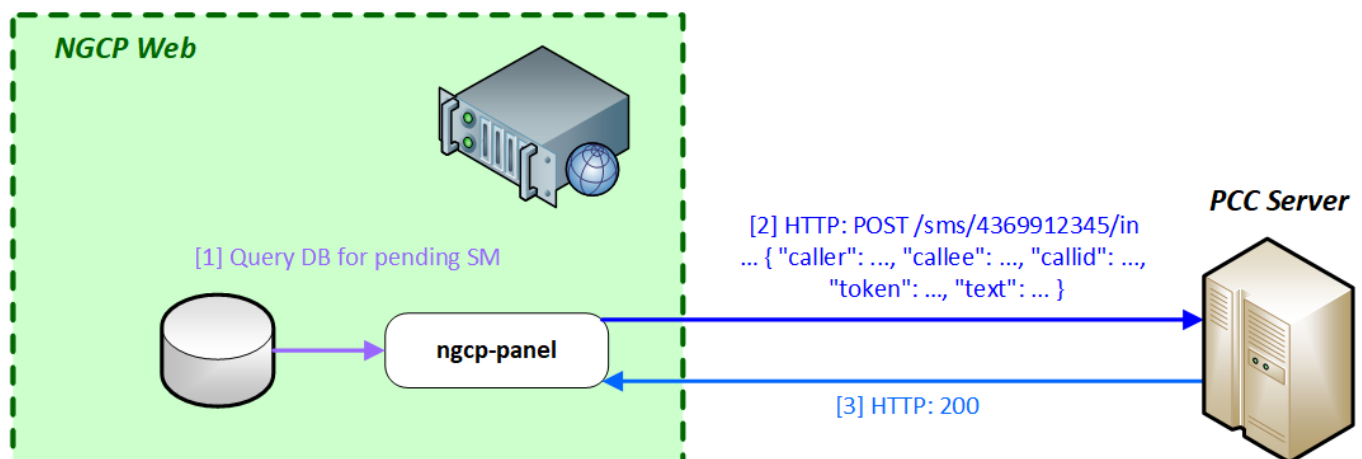 NGCP Web
PCC Server
[2] HTTP: POST /sms/4369912345/in
... { "caller": ..., "callee": ..., "callid": ...,
"token": ..., "text": ... }
[1] Query DB for pending SM
ngcp-panel
[3] HTTP: 200